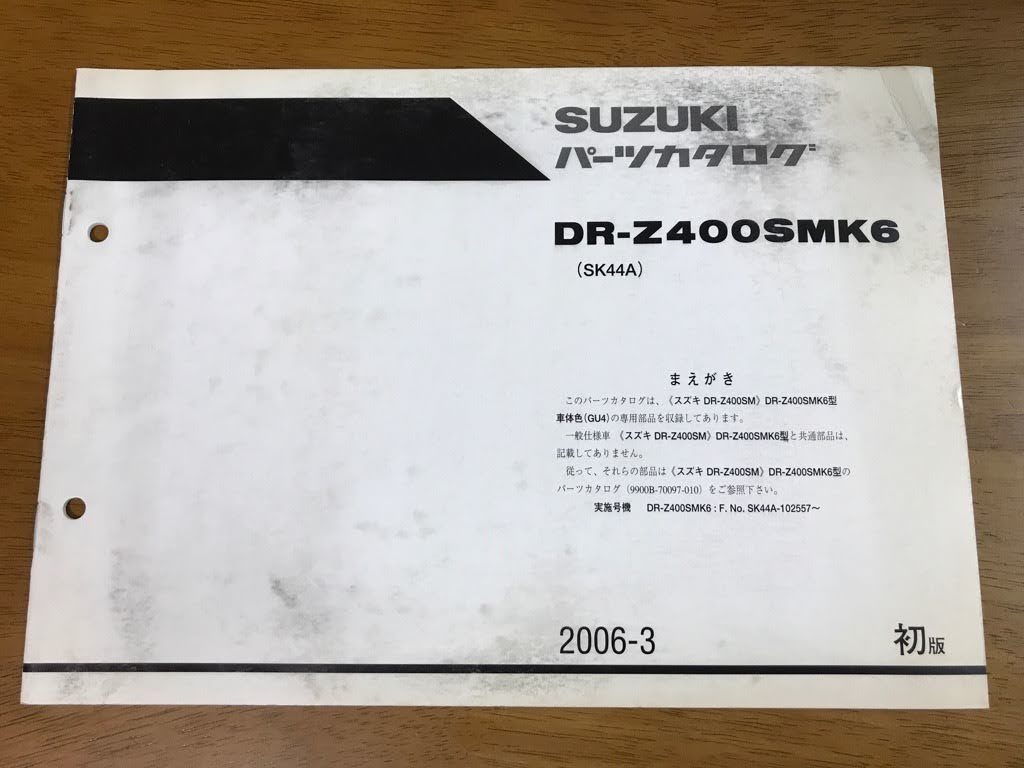 SUZUKI
パーツカタログ
DR-Z400SMK6
(SK44A)
まえがき
このパーツカタログは、《スズキ DR-Z400SM》DR-Z400SMK6型
車体色(GU4)の専用部品を収録してあります。
一般仕様車 《スズキ DR-Z400SM》DR-Z400SMK6型と共通部品は、
記載してありません。
従って、それらの部品は《スズキ DR-Z400SM》DR-Z400SMK6型の
パーツカタログ（9900B-70097-010）をご参照下さい。
実施号機 DR-Z400SMK6 : F. No. SK44A-102557〜
2006-3 初版